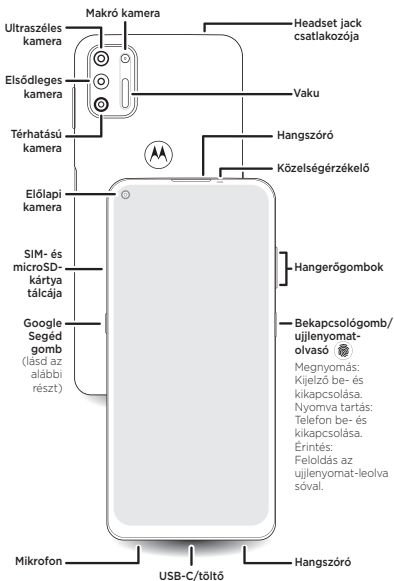 Makró kamera
Ultraszéles
kamera
Elsődleges
kamera
Térhatású
kamera
Előlapi
kamera
SIM- és
microSD-
kártya
tálcája
Google
Segéd
gomb
(lásd az
alábbi
részt)
Mikrofon
USB-C/töltő
Headset jack
csatlakozója
Vaku
Hangszóró
Közelségérzékelő
Hangerőgombok
Bekapcsológomb/
ujjlenyomat-
olvasó
Megnyomás:
Kijelző be- és
kikapcsolása.
Nyomva tartás:
Telefon be- és
kikapcsolása.
Érintés:
Feloldás az
ujjlenyomat-leolva
sóval.
Hangszóró